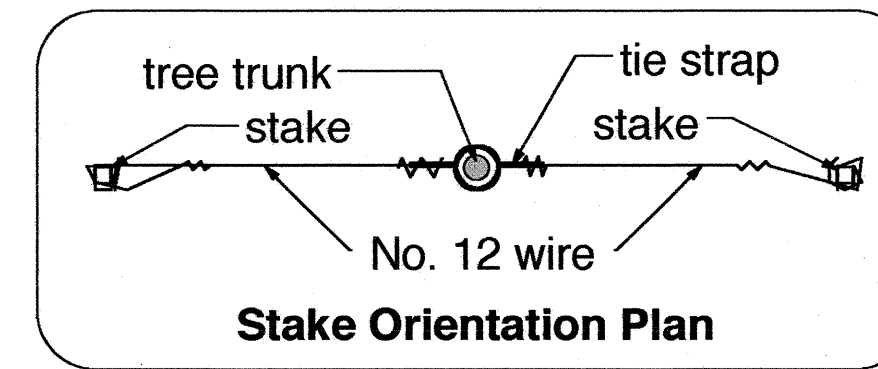 tree trunk
tie strap
stake
stake
No. 12 wire
Stake Orientation Plan